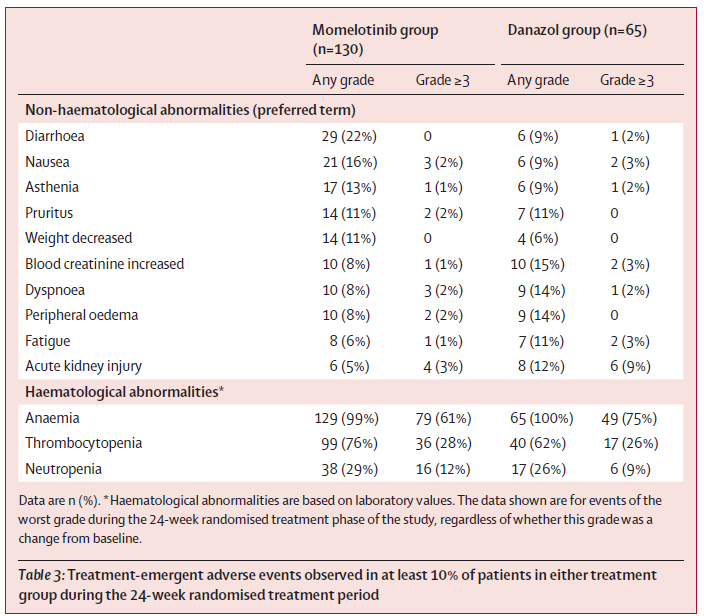 Momelotinib group (n=130) Danazol group (n=65)
Any grade Grade ≥3 Any grade Grade ≥3
Non-haematological abnormalities (preferred term)
Diarrhoea 29 (22%) 0 6 (9%) 1 (2%)
Nausea 21 (16%) 3 (2%) 6 (9%) 2 (3%)
Asthenia 17 (13%) 1 (1%) 6 (9%) 1 (2%)
Pruritus 14 (11%) 2 (2%) 7 (11%) 0
Weight decreased 14 (11%) 0 4 (6%) 0
Blood creatinine increased 10 (8%) 1 (1%) 10 (15%) 2 (3%)
Dyspnoea 10 (8%) 3 (2%) 9 (14%) 1 (2%)
Peripheral oedema 10 (8%) 2 (2%) 9 (14%) 0
Fatigue 8 (6%) 1 (1%) 7 (11%) 2 (3%)
Acute kidney injury 6 (5%) 4 (3%) 8 (12%) 6 (9%)
Haematological abnormalities*
Anaemia 129 (99%) 79 (61%) 65 (100%) 49 (75%)
Thrombocytopenia 99 (76%) 36 (28%) 40 (62%) 17 (26%)
Neutropenia 38 (29%) 16 (12%) 17 (26%) 6 (9%)
Data are n (%). *Haematological abnormalities are based on laboratory values. The data shown are for events of the
worst grade during the 24-week randomised treatment phase of the study, regardless of whether this grade was a
change from baseline.
Table 3: Treatment-emergent adverse events observed in at least 10% of patients in either treatment
group during the 24-week randomised treatment period